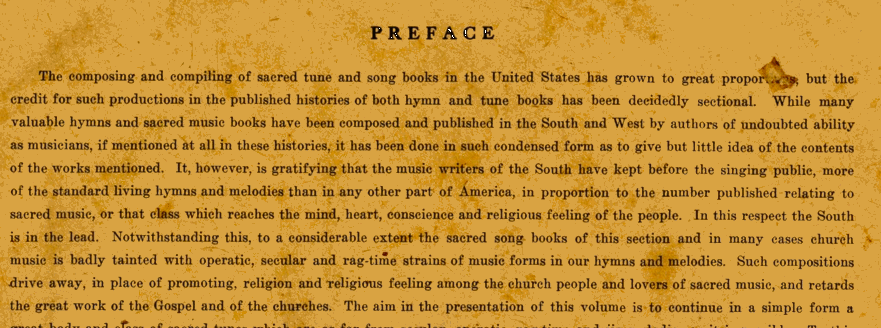 PREFACE
The composing and compiling of sacred tune and song books in the United States has grown to great but the
credit for such productions in the published histories of both hymn and tune books has been decidedly sectional. While many
valuable hymns and sacred music books have been composed and published in the South and West by authors of undoubted ability
as musicians, if mentioned at all in these histories, it has been done in such condensed form as to give but little idea of the contents
of the works mentioned. It, however, is gratifying that the music writers of the South have kept before the singing public, more
of the standard living hymns and melodies than in any other part of America, in proportion to the number published relating to
sacred music, or that class which reaches the mind, heart, conscience and religious feeling of the people. In this respect the South
is in the lead. Notwithstanding this, to a considerable extent the sacred song books of this section and in many cases church
music is badly tainted with operatic, secular and rag-time strains of music forms in our hymns and melodies. Such compositions
drive away, in place of promoting, religion and religious feeling among the church people and lovers of sacred music, and retards
the great work of the Gospel and of the churches. The aim in the presentation of this volume is to continue in a simple form a